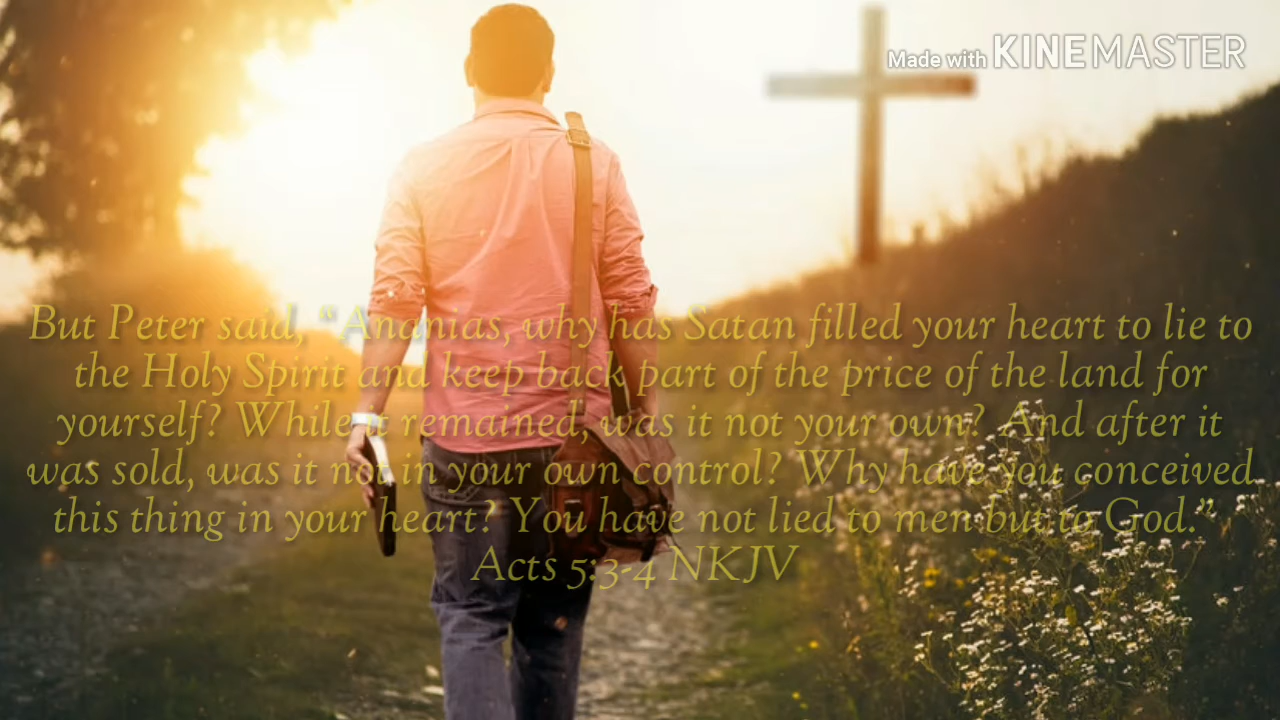 Made with KINEMASTER
But Peter said, “Ananias, why has Satan filled your heart to lie to
the Holy Spirit and keep back part of the price of the land for
yourself? While it remained, was it not your own? And after it
was sold, was it not in your own control? Why have you conceived
this thing in your heart? You have not lied to men but to God.”
Acts 5:3-4 NKJV